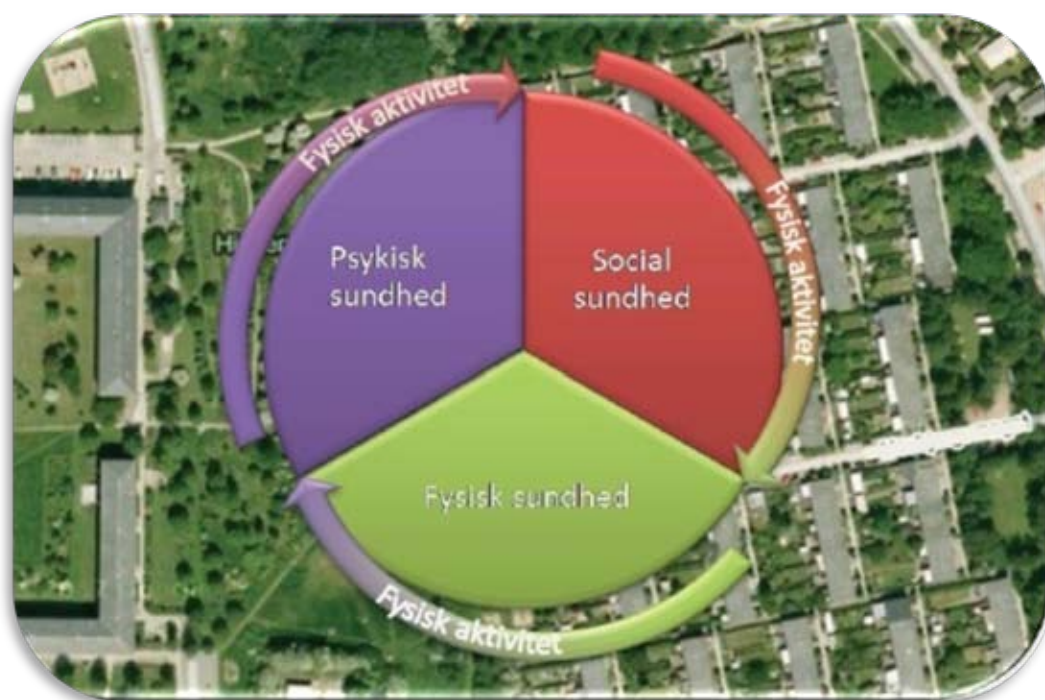 Fysisk aktivitet
Psykisk
sundhed
Social
sundhed
Fysisk aktivitet
Fysisk sundhed
Fysisk aktivitet